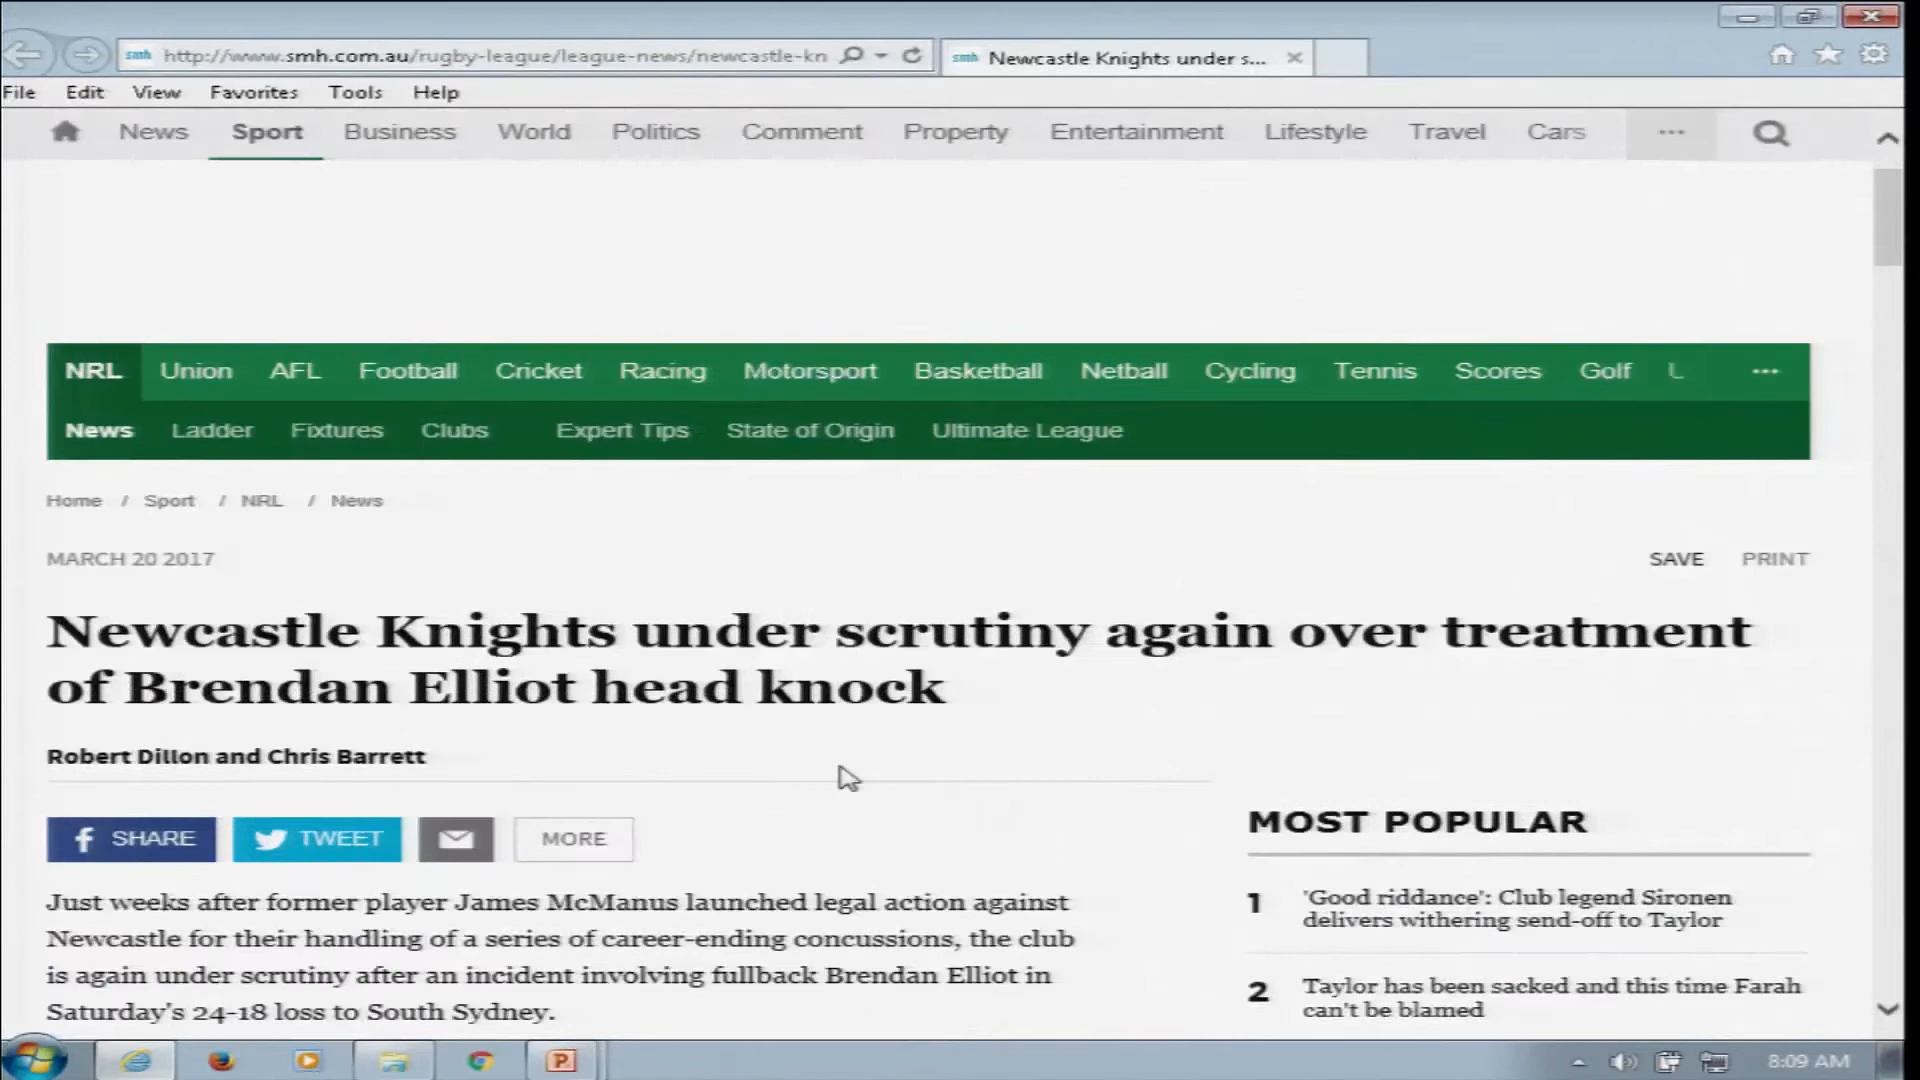 smh http://www.smh.com.au/rugby-league/league-news/newcastle-kn
smh Newcastle Knights under s...
File Edit View Favorites Tools Help
News Sport Business World Politics Comment Property Entertainment Lifestyle Travel Cars ...
NRL Union AFL Football Cricket Racing Motorsport Basketball Netball Cycling Tennis Scores Golf L ...
News Ladder Fixtures Clubs Expert Tips State of Origin Ultimate League
Home / Sport / NRL / News
MARCH 20 2017
SAVE PRINT
Newcastle Knights under scrutiny again over treatment
of Brendan Elliot head knock
Robert Dillon and Chris Barrett
f SHARE TWEET MORE
Just weeks after former player James McManus launched legal action against
Newcastle for their handling of a series of career-ending concussions, the club
is again under scrutiny after an incident involving fullback Brendan Elliot in
Saturday's 24-18 loss to South Sydney.
MOST POPULAR
1 'Good riddance': Club legend Sironen
delivers withering send-off to Taylor
2 Taylor has been sacked and this time Farah
can't be blamed
8:09 AM